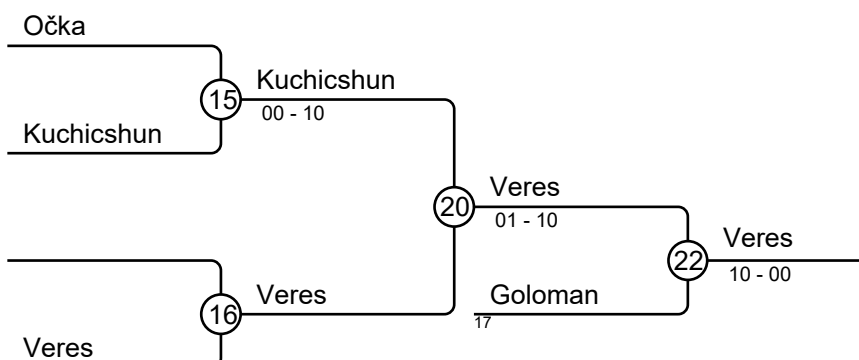 Očka
15
Kuchicshun
00 - 10
Kuchicshun
20
Veres
01 - 10
22
Veres
10 - 00
16
Veres
Goloman
17
Veres